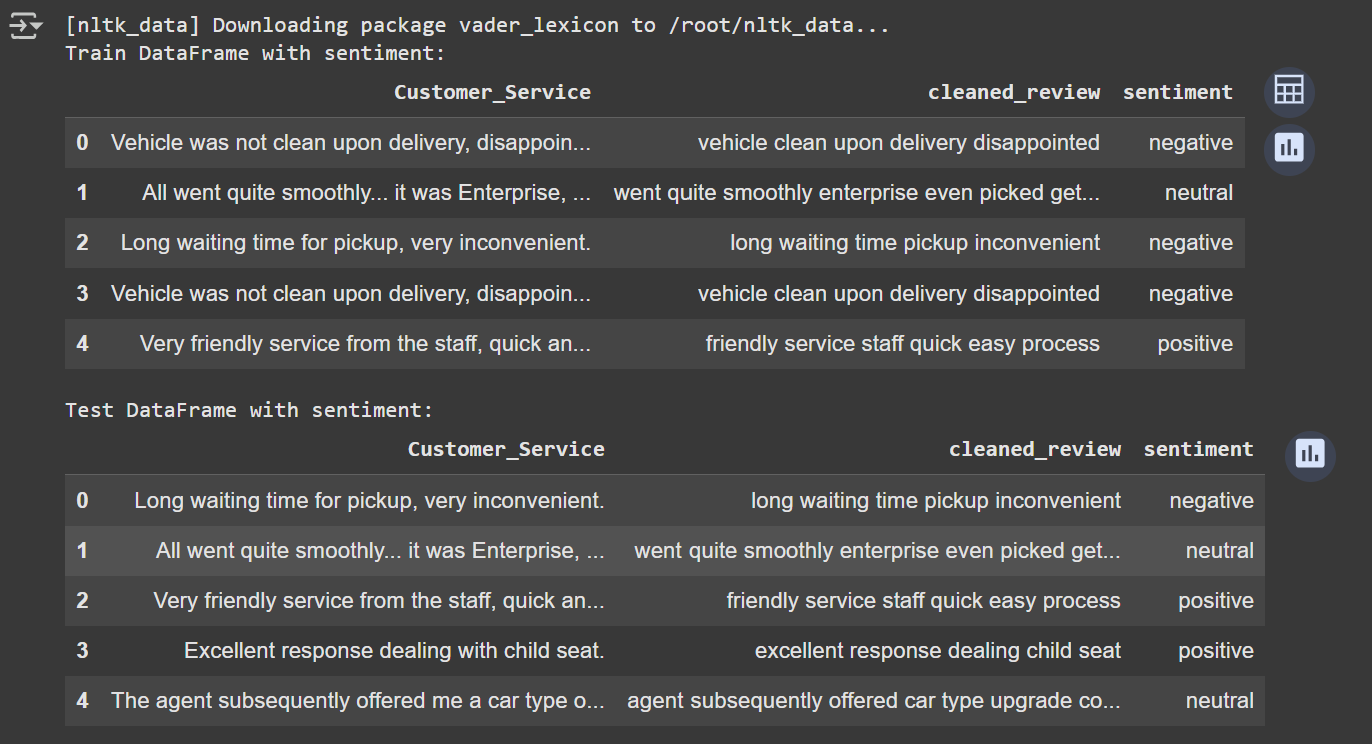 [nltk_data] Downloading package vader_lexicon to /root/nltk_data...
Train DataFrame with sentiment:
Customer_Service cleaned_review sentiment
0 Vehicle was not clean upon delivery, disappoin... vehicle clean upon delivery disappointed negative
1 All went quite smoothly... it was Enterprise, ... went quite smoothly enterprise even picked get... neutral
2 Long waiting time for pickup, very inconvenient. long waiting time pickup inconvenient negative
3 Vehicle was not clean upon delivery, disappoin... vehicle clean upon delivery disappointed negative
4 Very friendly service from the staff, quick an... friendly service staff quick easy process positive
Test DataFrame with sentiment:
Customer_Service cleaned_review sentiment
0 Long waiting time for pickup, very inconvenient. long waiting time pickup inconvenient negative
1 All went quite smoothly... it was Enterprise, ... went quite smoothly enterprise even picked get... neutral
2 Very friendly service from the staff, quick an... friendly service staff quick easy process positive
3 Excellent response dealing with child seat. excellent response dealing child seat positive
4 The agent subsequently offered me a car type o... agent subsequently offered car type upgrade co... neutral